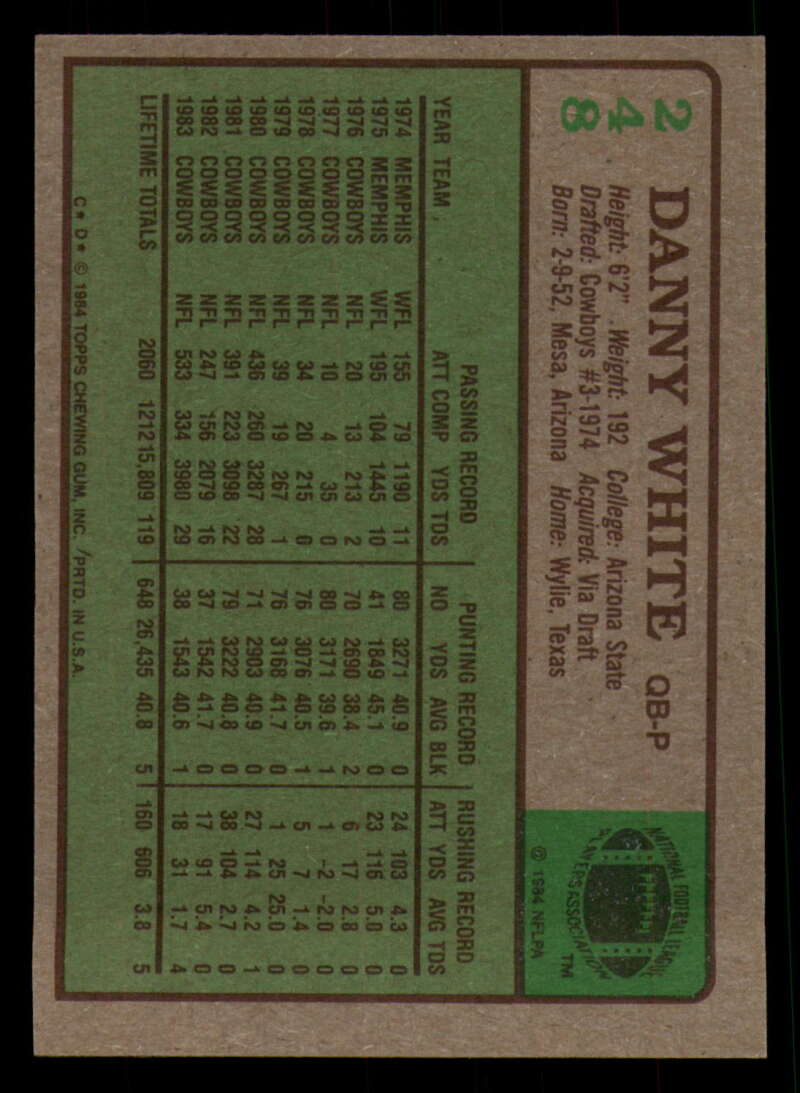 248
DANNY WHITE QB-P
Height: 6'2" Weight: 192 College: Arizona State
Drafted: Cowboys #3-1974 Acquired: Via Draft
Born: 2-9-52, Mesa, Arizona Home: Wylie, Texas
NATIONAL FOOTBALL LEAGUE
PLAYERS ASSOCIATION
TM
© 1984 NFLPA
PASSING RECORD PUNTING RECORD RUSHING RECORD
YEAR TEAM ATT COMP YDS TDS NO YDS AVG BLK ATT YDS AVG TDS
1974 MEMPHIS WFL 155 79 1190 11 80 3271 40.9 0 24 103 4.3 0
1975 MEMPHIS WFL 195 104 1445 10 41 1849 45.1 0 23 116 5.0 0
1976 COWBOYS NFL 20 13 213 2 70 2690 38.4 2 6 17 2.8 0
1977 COWBOYS NFL 10 4 35 0 80 3171 39.6 1 1 -2 -2.0 0
1978 COWBOYS NFL 34 20 215 0 76 3076 40.5 1 5 7 1.4 0
1979 COWBOYS NFL 39 19 267 1 76 3168 41.7 0 1 25 25.0 0
1980 COWBOYS NFL 436 260 3287 28 71 2903 40.9 0 27 114 4.2 1
1981 COWBOYS NFL 391 223 3098 22 79 3222 40.8 0 38 104 2.7 0
1982 COWBOYS NFL 247 156 2079 16 37 1542 41.7 0 17 91 5.4 0
1983 COWBOYS NFL 533 334 3980 29 38 1543 40.6 1 18 31 1.7 4
LIFETIME TOTALS 2060 1212 15,809 119 648 26,435 40.8 5 160 606 3.8 5
C* D* © 1984 TOPPS CHEWING GUM, INC. /PRTD. IN U.S.A.